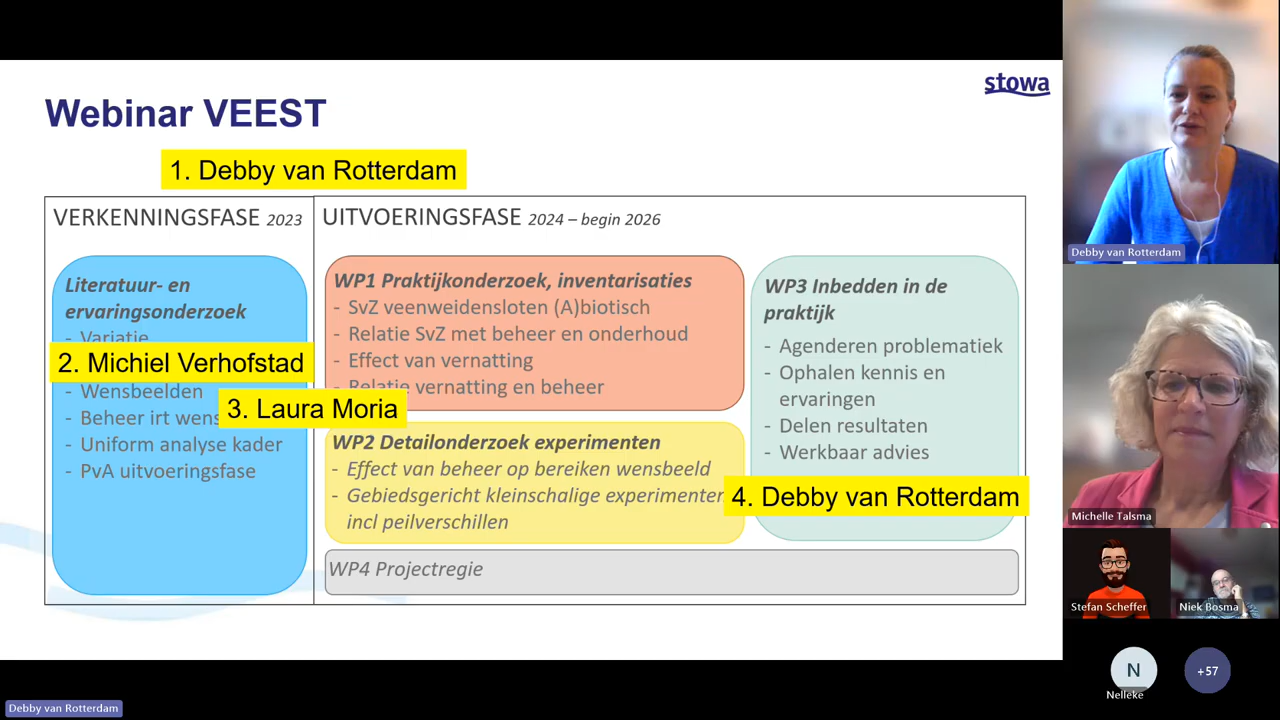 stowa
Webinar VEEST
1. Debby van Rotterdam
VERKENNINGSFASE 2023
Literatuur- en
ervaringsonderzoek
- Variatie
2. Michiel Verhofstad
- Wensbeelden
- Beheer irt wens
3. Laura Moria
- Uniform analyse kader
- PvA uitvoeringsfase
UITVOERINGSFASE 2024 – begin 2026
WP1 Praktijkonderzoek, inventarisaties
- SvZ veenweidensloten (A)biotisch
- Relatie SvZ met beheer en onderhoud
- Effect van vernatting
- Relatie vernatting en beheer
WP2 Detailonderzoek experimenten
- Effect van beheer op bereiken wensbeeld
- Gebiedsgericht kleinschalige experimenten
incl peilverschillen
WP3 Inbedden in de
praktijk
- Agenderen problematiek
- Ophalen kennis en
ervaringen
- Delen resultaten
- Werkbaar advies
4. Debby van Rotterdam
WP4 Projectregie
Debby van Rotterdam
Michelle Talsma
Stefan Scheffer
Niek Bosma
N
Nelleke
+57
Debby van Rotterdam